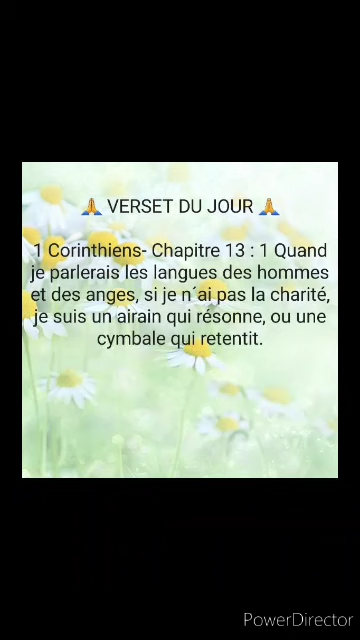 🙏 VERSET DU JOUR 🙏
1 Corinthiens- Chapitre 13 : 1 Quand
je parlerais les langues des hommes
et des anges, si je n´ai pas la charité,
je suis un airain qui résonne, ou une
cymbale qui retentit.
PowerDirector